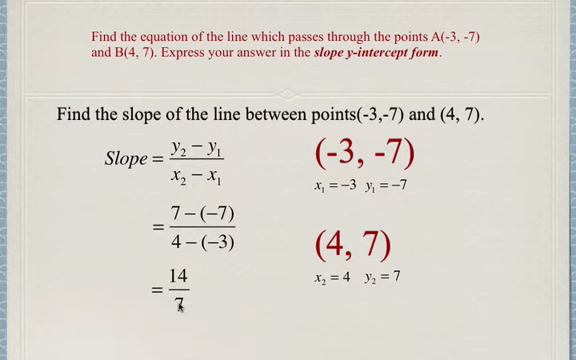 Find the equation of the line which passes through the points A(-3, -7)
and B(4, 7). Express your answer in the slope y-intercept form.
Find the slope of the line between points(-3,-7) and (4, 7).
Slope = (y₂ − y₁)/(x₂ − x₁)
(-3, -7)
x₁ = −3 y₁ = −7
= (7 − (−7))/(4 − (−3))
(4, 7)
x₂ = 4 y₂ = 7
= 14/7